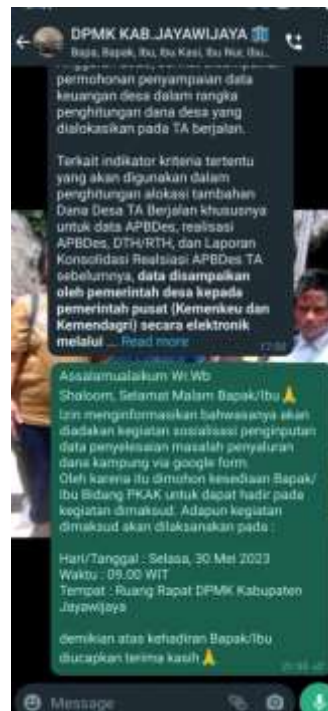 DPMK KAB.JAYAWIJAYA
Bapa, Bapak, Ibu, Ibu Kasi, Ibu Nur, Ibu...
permohonan penyampaian data
keuangan desa dalam rangka
penghitungan dana desa yang
dialokasikan pada TA berjalan.
Terkait indikator kriteria tertentu
yang akan digunakan dalam
penghitungan alokasi tambahan
Dana Desa TA Berjalan khususnya
untuk data APBDes, realisasi
APBDes, DTH/RTH, dan Laporan
Konsolidasi Realsiasi APBDes TA
sebelumnya, data disampaikan
oleh pemerintah desa kepada
pemerintah pusat (Kemenkeu dan
Kemendagri) secara elektronik
melalui ... Read more
Assalamualaikum Wr.Wb
Shaloom, Selamat Malam Bapak/Ibu🙏
Izin menginformasikan bahwasanya akan
diadakan kegiatan sosialisasi penginputan
data penyelesaian masalah penyaluran
dana kampung via google form.
Oleh karena itu dimohon kesediaan Bapak/
Ibu Bidang PKAK untuk dapat hadir pada
kegiatan dimaksud. Adapun kegiatan
dimaksud akan dilaksanakan pada :
Hari/Tanggal : Selasa, 30 Mei 2023
Waktu : 09.00 WIT
Tempat : Ruang Rapat DPMK Kabupaten
Jayawijaya
demikian atas kehadiran Bapak/Ibu
diucapkan terima kasih🙏
Message